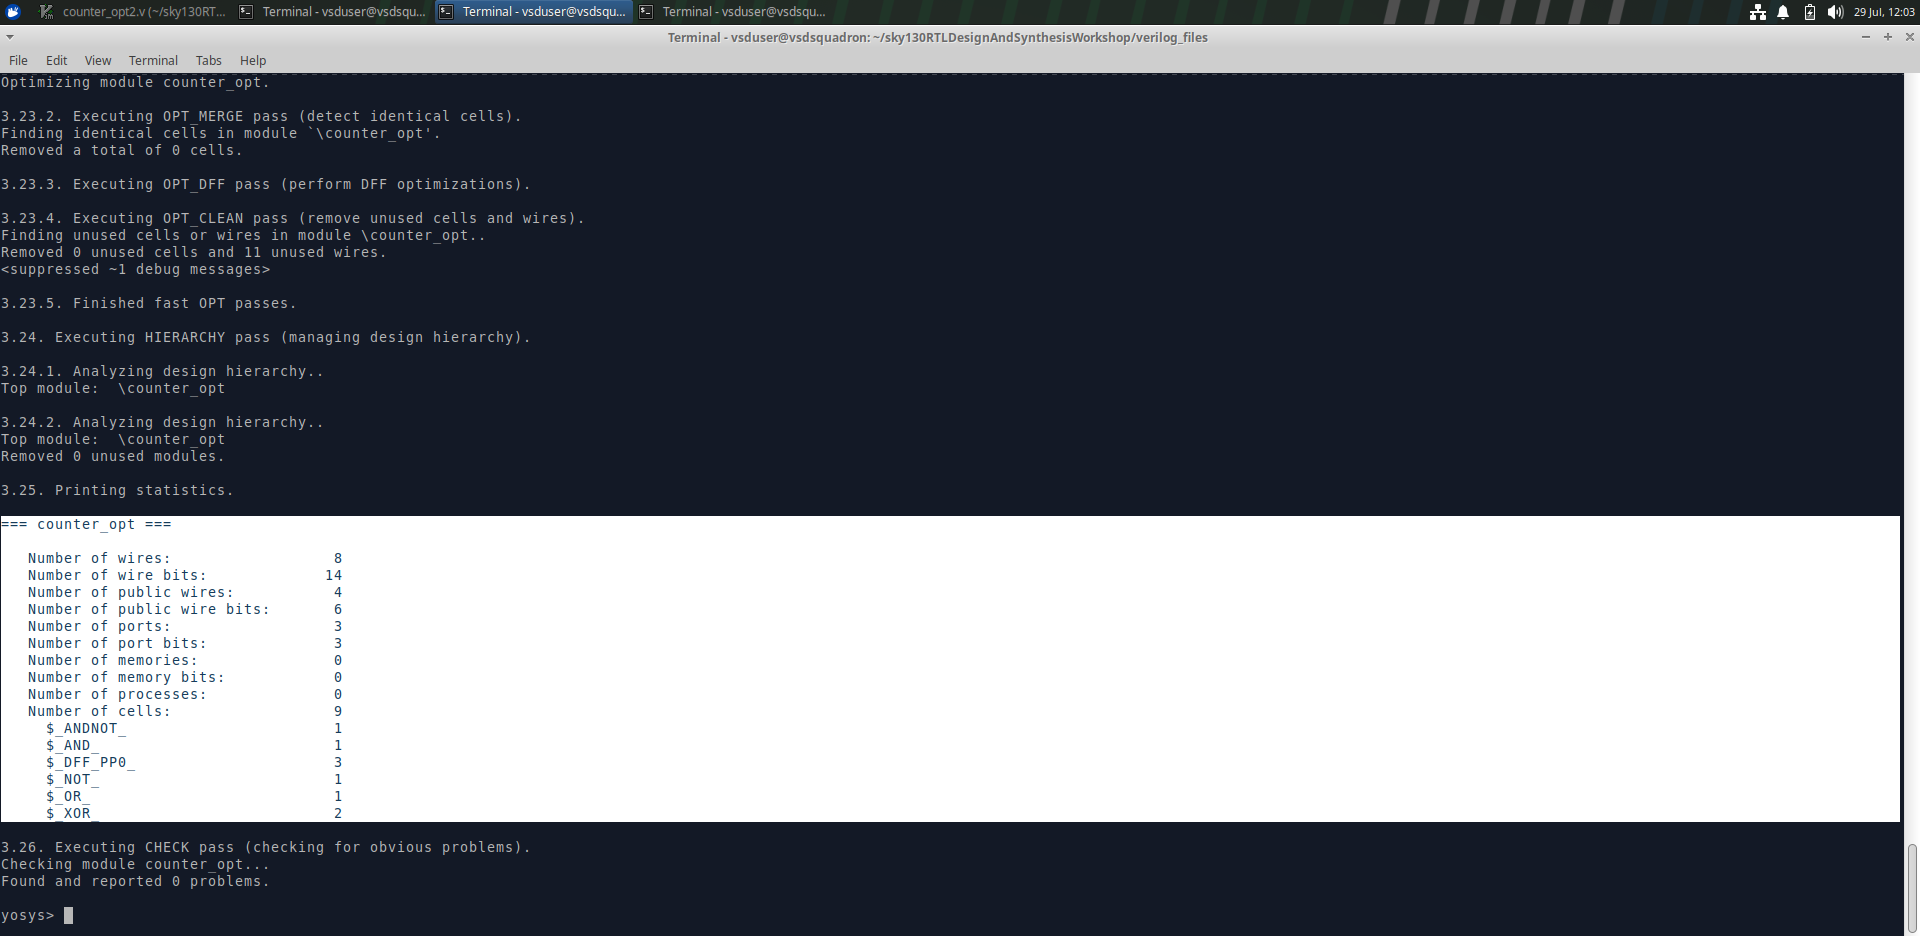 counter_opt2.v (~/sky130RT...
Terminal - vsduser@vsdsqu...
Terminal - vsduser@vsdsqu...
Terminal - vsduser@vsdsqu...
29 Jul, 12:03
Terminal - vsduser@vsdsquadron: ~/sky130RTLDesignAndSynthesisWorkshop/verilog_files
File Edit View Terminal Tabs Help
Optimizing module counter_opt.
3.23.2. Executing OPT_MERGE pass (detect identical cells).
Finding identical cells in module `\counter_opt'.
Removed a total of 0 cells.
3.23.3. Executing OPT_DFF pass (perform DFF optimizations).
3.23.4. Executing OPT_CLEAN pass (remove unused cells and wires).
Finding unused cells or wires in module \counter_opt..
Removed 0 unused cells and 11 unused wires.
<suppressed ~1 debug messages>
3.23.5. Finished fast OPT passes.
3.24. Executing HIERARCHY pass (managing design hierarchy).
3.24.1. Analyzing design hierarchy..
Top module:  \counter_opt
3.24.2. Analyzing design hierarchy..
Top module:  \counter_opt
Removed 0 unused modules.
3.25. Printing statistics.
=== counter_opt ===
Number of wires: 8
Number of wire bits: 14
Number of public wires: 4
Number of public wire bits: 6
Number of ports: 3
Number of port bits: 3
Number of memories: 0
Number of memory bits: 0
Number of processes: 0
Number of cells: 9
$_ANDNOT_ 1
$_AND_ 1
$_DFF_PP0_ 3
$_NOT_ 1
$_OR_ 1
$_XOR_ 2
3.26. Executing CHECK pass (checking for obvious problems).
Checking module counter_opt...
Found and reported 0 problems.
yosys>